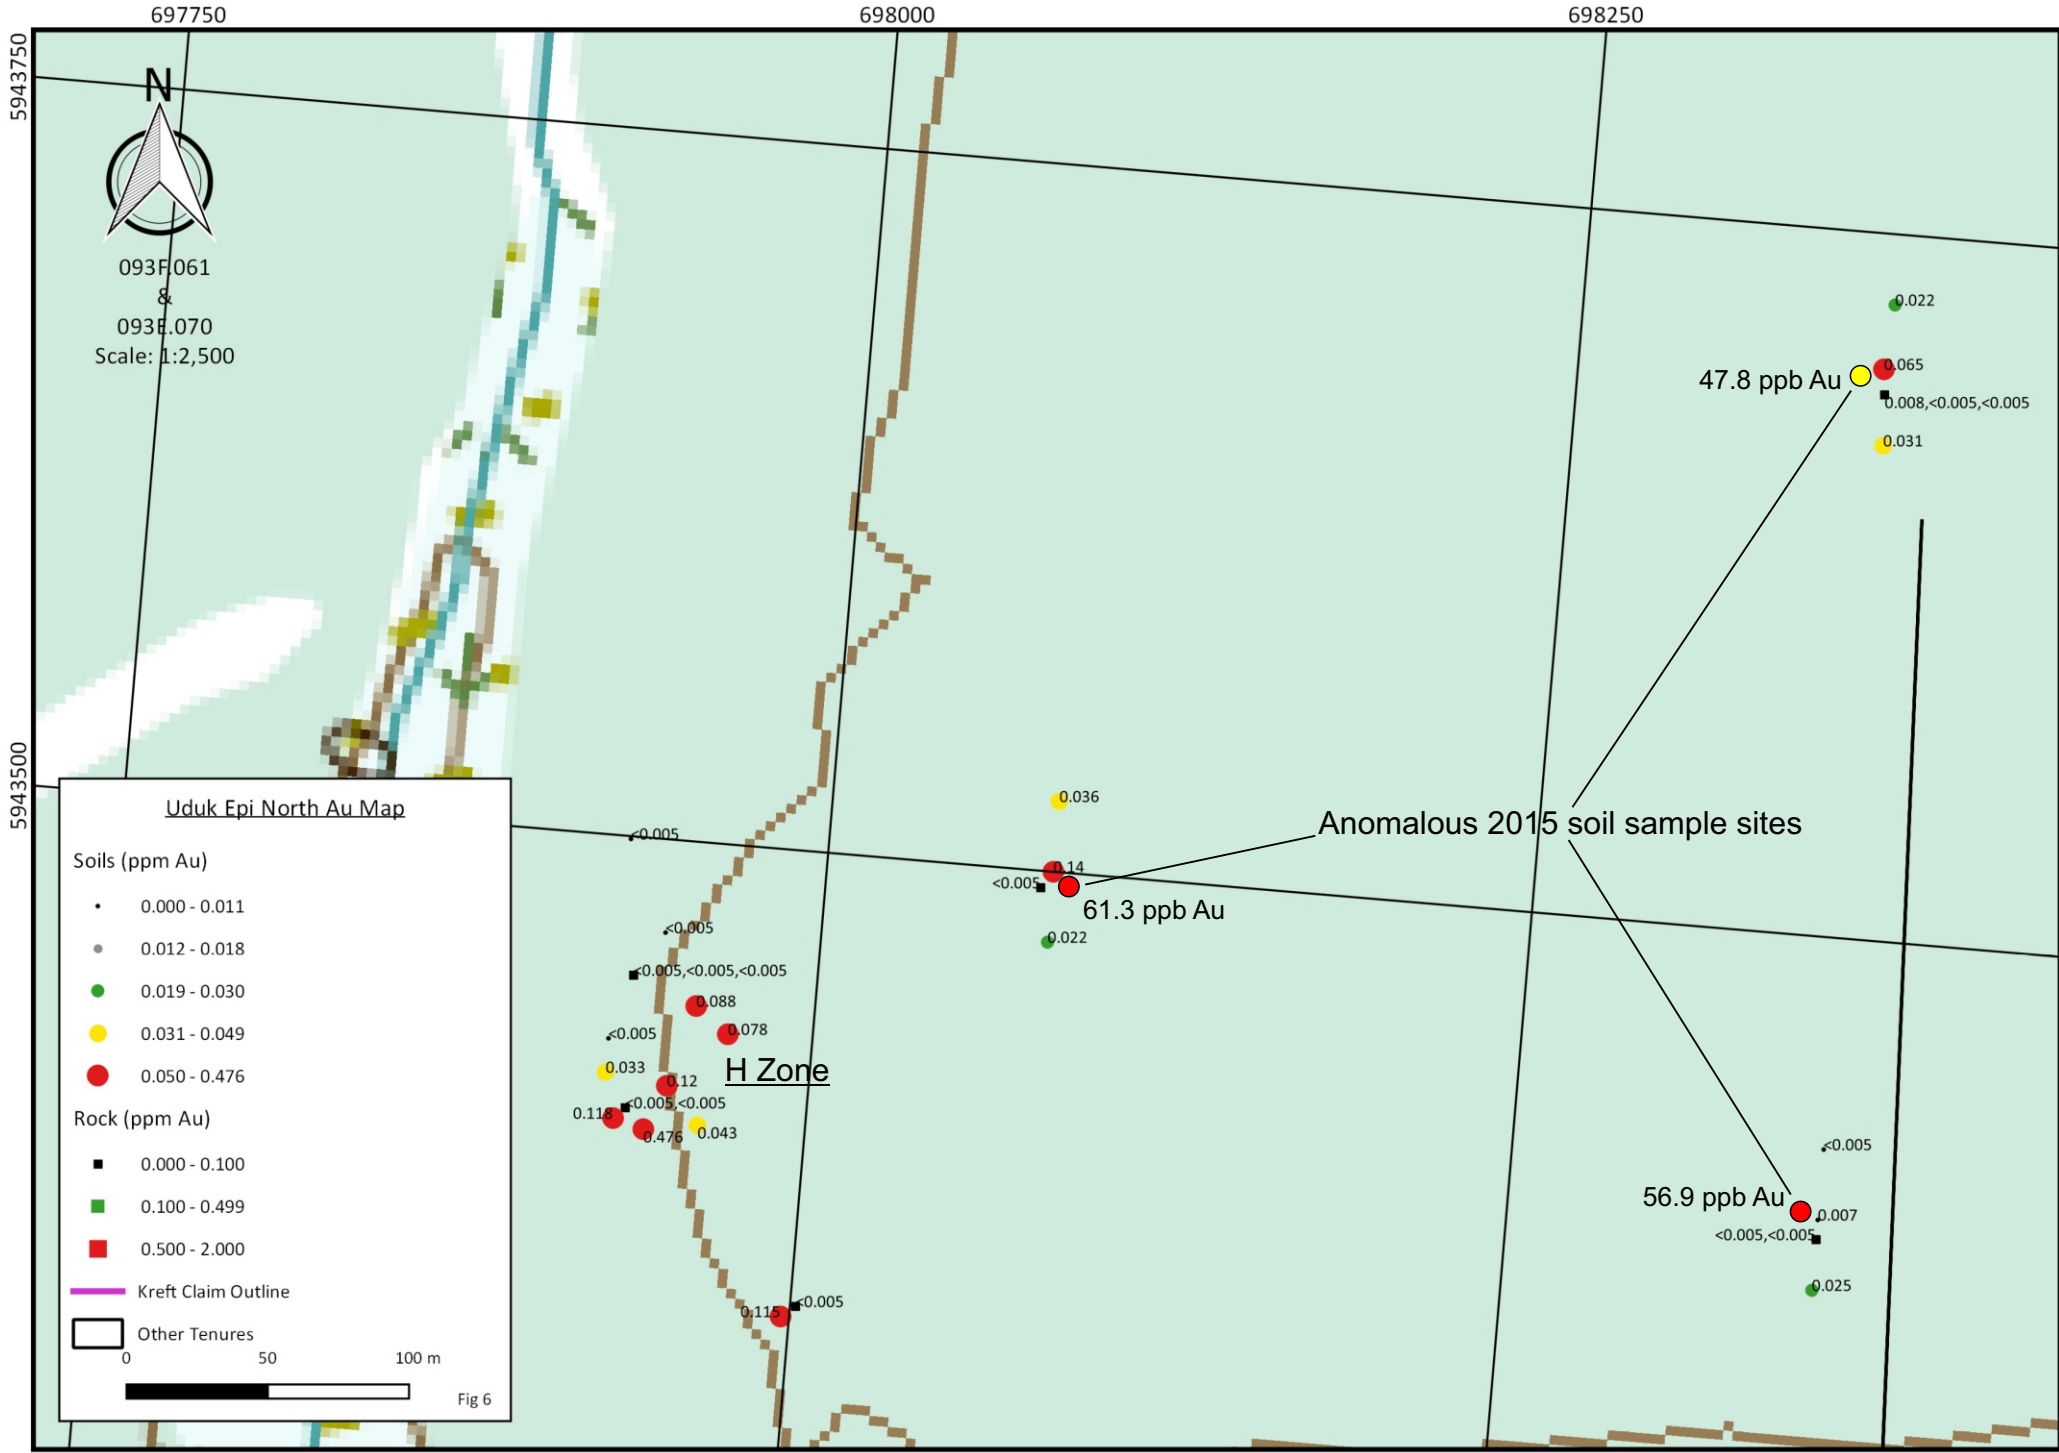 697750
698000
698250
5943750
N
093F.061
&
093E.070
Scale: 1:2,500
0.022
0.065
47.8 ppb Au
0.008,<0.005,<0.005
0.031
5943500
Uduk Epi North Au Map
Soils (ppm Au)
0.000 - 0.011
0.012 - 0.018
0.019 - 0.030
0.031 - 0.049
0.050 - 0.476
Rock (ppm Au)
0.000 - 0.100
0.100 - 0.499
0.500 - 2.000
Kreft Claim Outline
Other Tenures
0 50 100 m
Fig 6
0.036
Anomalous 2015 soil sample sites
<0.005
0.14
<0.005
61.3 ppb Au
<0.005
0.022
<0.005,<0.005,<0.005
0.088
0.078
<0.005
0.033
H Zone
0.12
<0.005,<0.005
0.118
0.476
0.043
<0.005
56.9 ppb Au
0.007
<0.005,<0.005
0.025
<0.005
0.115